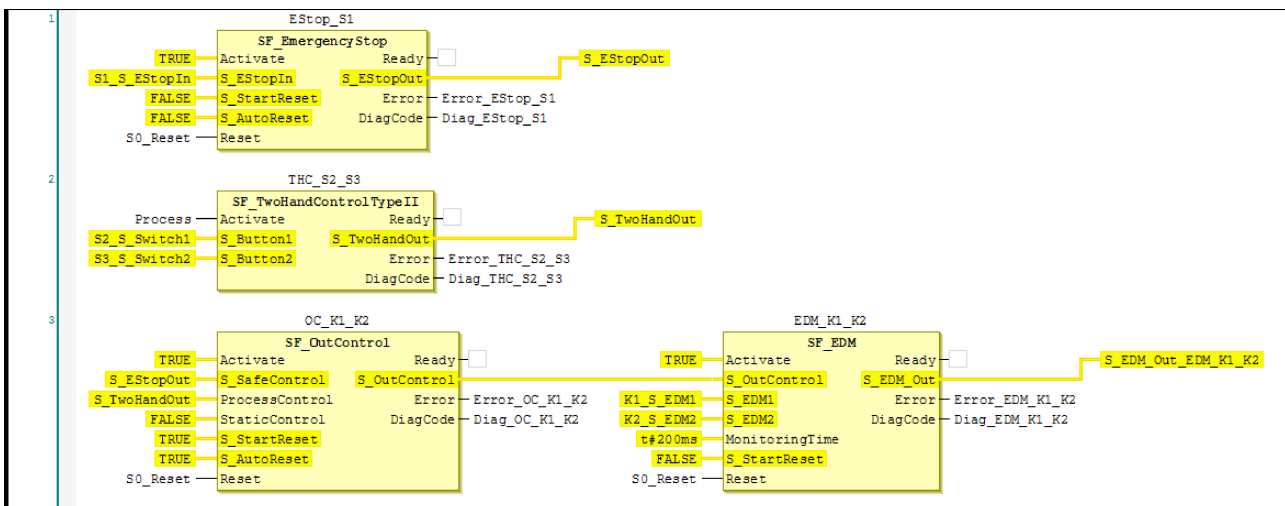 1
EStop_S1
SF_EmergencyStop
TRUE Activate Ready S_EStopOut
S1_S_EStopIn S_EStopIn S_EStopOut
FALSE S_StartReset Error Error_EStop_S1
FALSE S_AutoReset DiagCode Diag_EStop_S1
S0_Reset Reset
2
THC_S2_S3
SF_TwoHandControlTypeII
Process Activate Ready S_TwoHandOut
S2_S_Switch1 S_Button1 S_TwoHandOut
S3_S_Switch2 S_Button2 Error Error_THC_S2_S3
DiagCode Diag_THC_S2_S3
3
OC_K1_K2 EDM_K1_K2
SF_OutControl SF_EDM
TRUE Activate Ready TRUE Activate Ready S_EDM_Out_EDM_K1_K2
S_EStopOut S_SafeControl S_OutControl S_OutControl S_EDM_Out
S_TwoHandOut ProcessControl Error Error_OC_K1_K2 K1_S_EDM1 S_EDM1 Error Error_EDM_K1_K2
FALSE StaticControl DiagCode Diag_OC_K1_K2 K2_S_EDM2 S_EDM2 DiagCode Diag_EDM_K1_K2
TRUE S_StartReset t#200ms MonitoringTime
TRUE S_AutoReset FALSE S_StartReset
S0_Reset Reset S0_Reset Reset